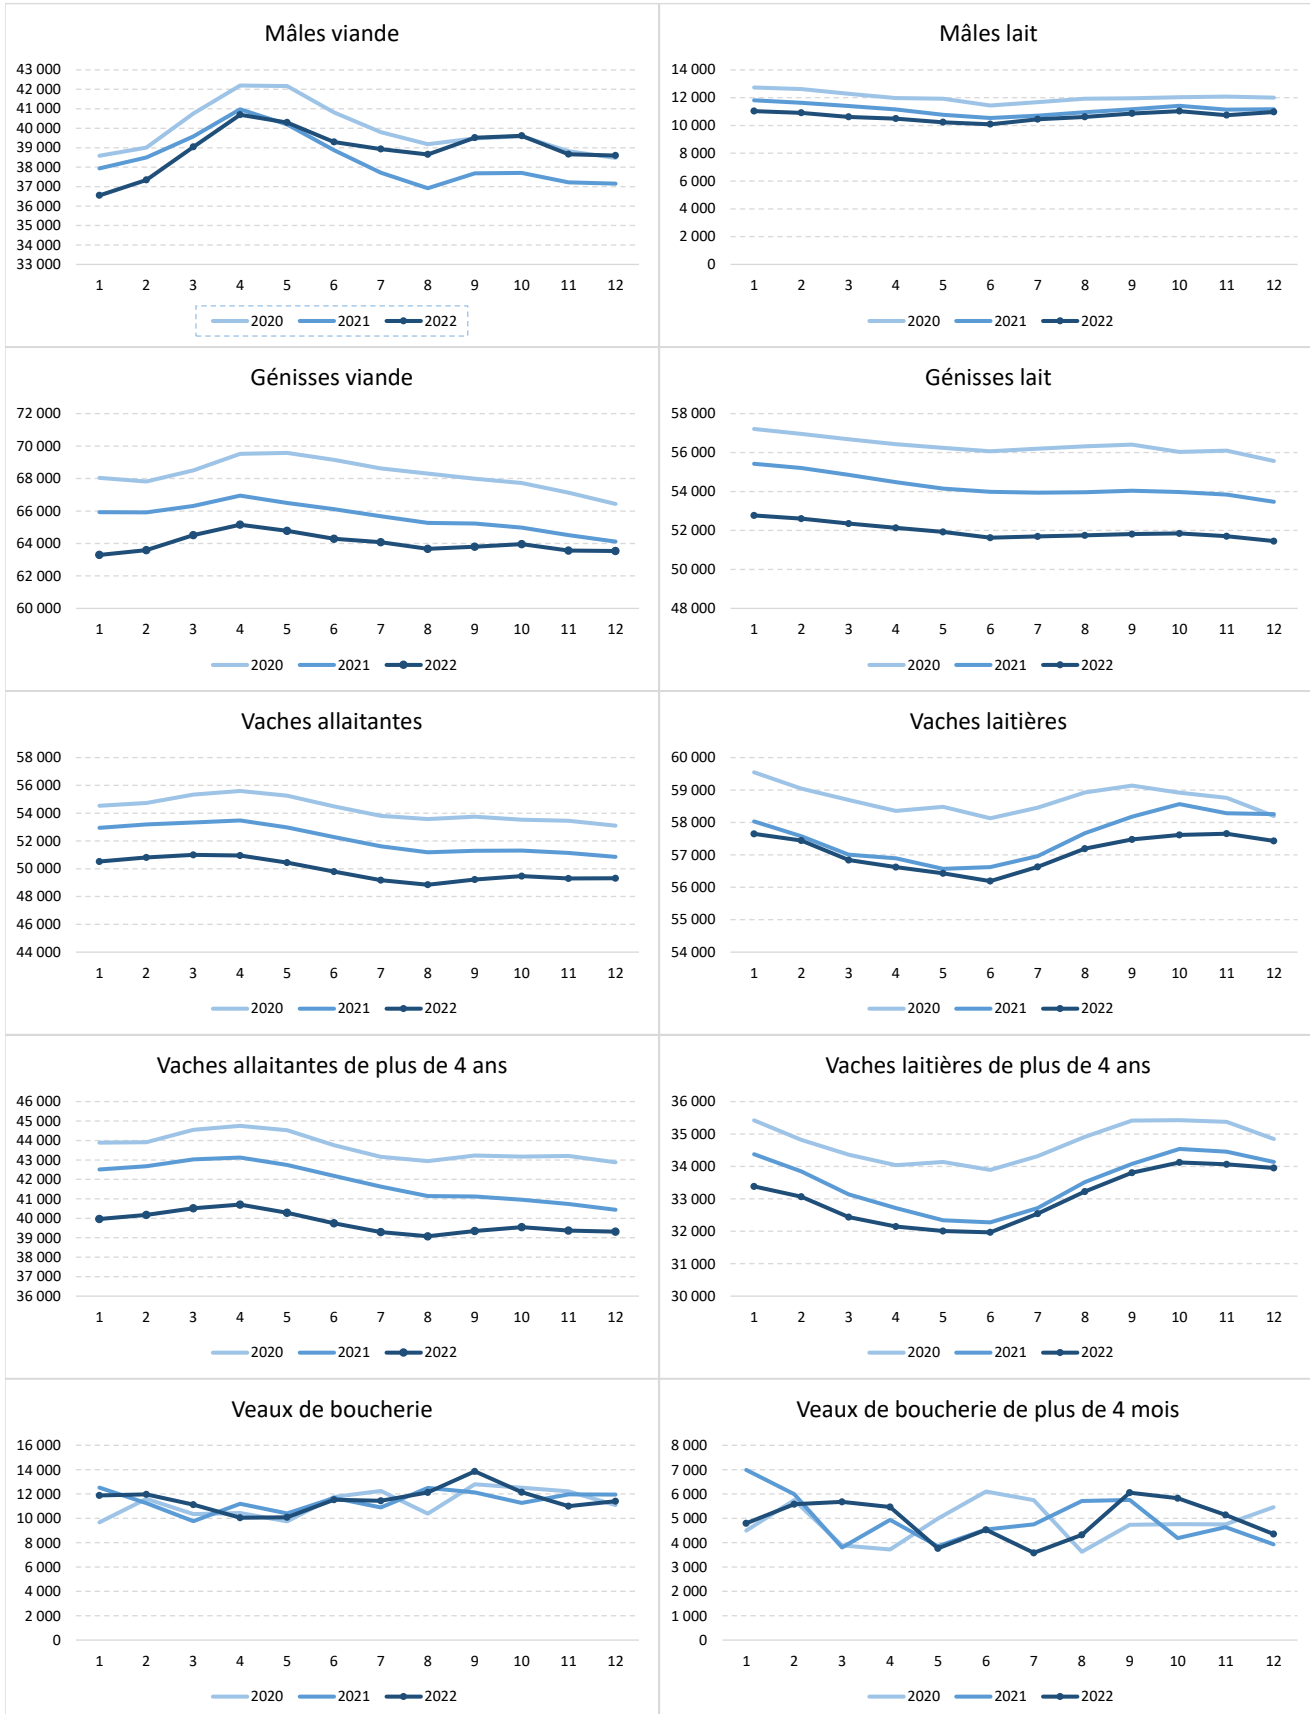 Mâles viande
43 000
42 000
41 000
40 000
39 000
38 000
37 000
36 000
35 000
34 000
33 000
1 2 3 4 5 6 7 8 9 10 11 12
2020 2021 2022
Mâles lait
14 000
12 000
10 000
8 000
6 000
4 000
2 000
0
1 2 3 4 5 6 7 8 9 10 11 12
2020 2021 2022
Génisses viande
72 000
70 000
68 000
66 000
64 000
62 000
60 000
1 2 3 4 5 6 7 8 9 10 11 12
2020 2021 2022
Génisses lait
58 000
56 000
54 000
52 000
50 000
48 000
1 2 3 4 5 6 7 8 9 10 11 12
2020 2021 2022
Vaches allaitantes
58 000
56 000
54 000
52 000
50 000
48 000
46 000
44 000
1 2 3 4 5 6 7 8 9 10 11 12
2020 2021 2022
Vaches laitières
60 000
59 000
58 000
57 000
56 000
55 000
54 000
1 2 3 4 5 6 7 8 9 10 11 12
2020 2021 2022
Vaches allaitantes de plus de 4 ans
46 000
45 000
44 000
43 000
42 000
41 000
40 000
39 000
38 000
37 000
36 000
1 2 3 4 5 6 7 8 9 10 11 12
2020 2021 2022
Vaches laitières de plus de 4 ans
36 000
35 000
34 000
33 000
32 000
31 000
30 000
1 2 3 4 5 6 7 8 9 10 11 12
2020 2021 2022
Veaux de boucherie
16 000
14 000
12 000
10 000
8 000
6 000
4 000
2 000
0
1 2 3 4 5 6 7 8 9 10 11 12
2020 2021 2022
Veaux de boucherie de plus de 4 mois
8 000
7 000
6 000
5 000
4 000
3 000
2 000
1 000
0
1 2 3 4 5 6 7 8 9 10 11 12
2020 2021 2022